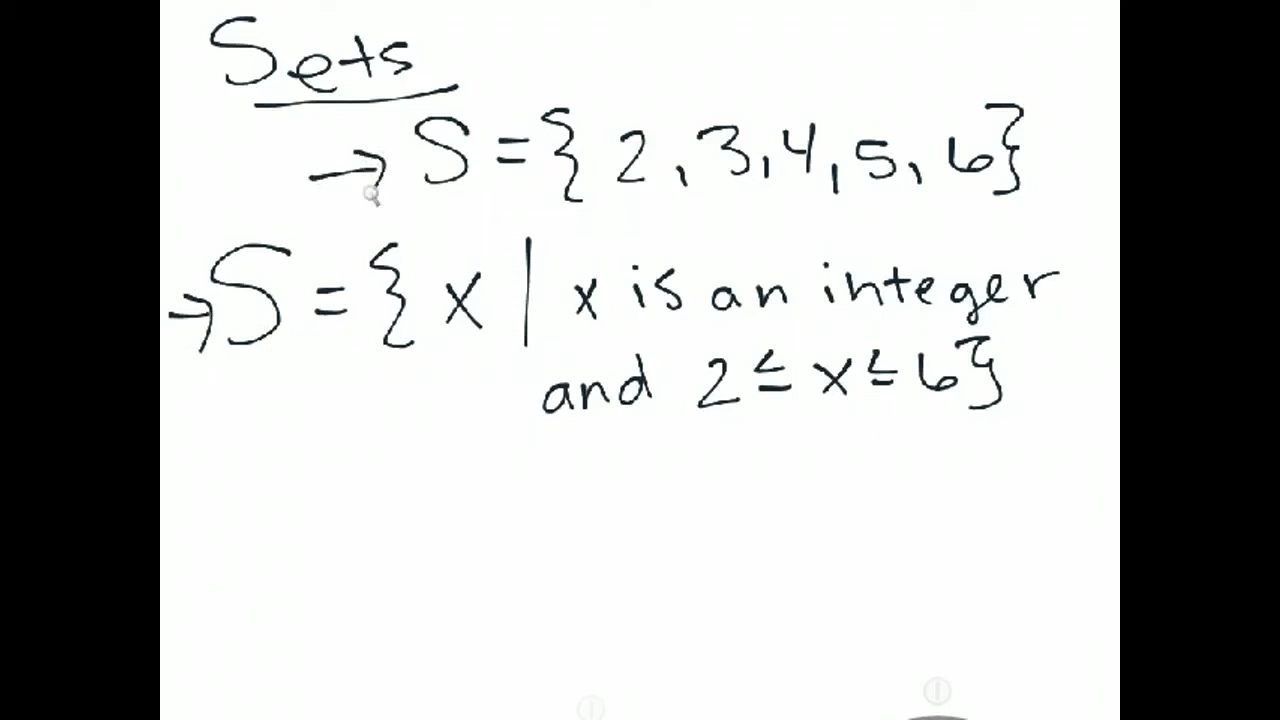 Sets
→ S = { 2, 3, 4, 5, 6}
→ S = { x | x is an integer
and 2 ≤ x ≤ 6}